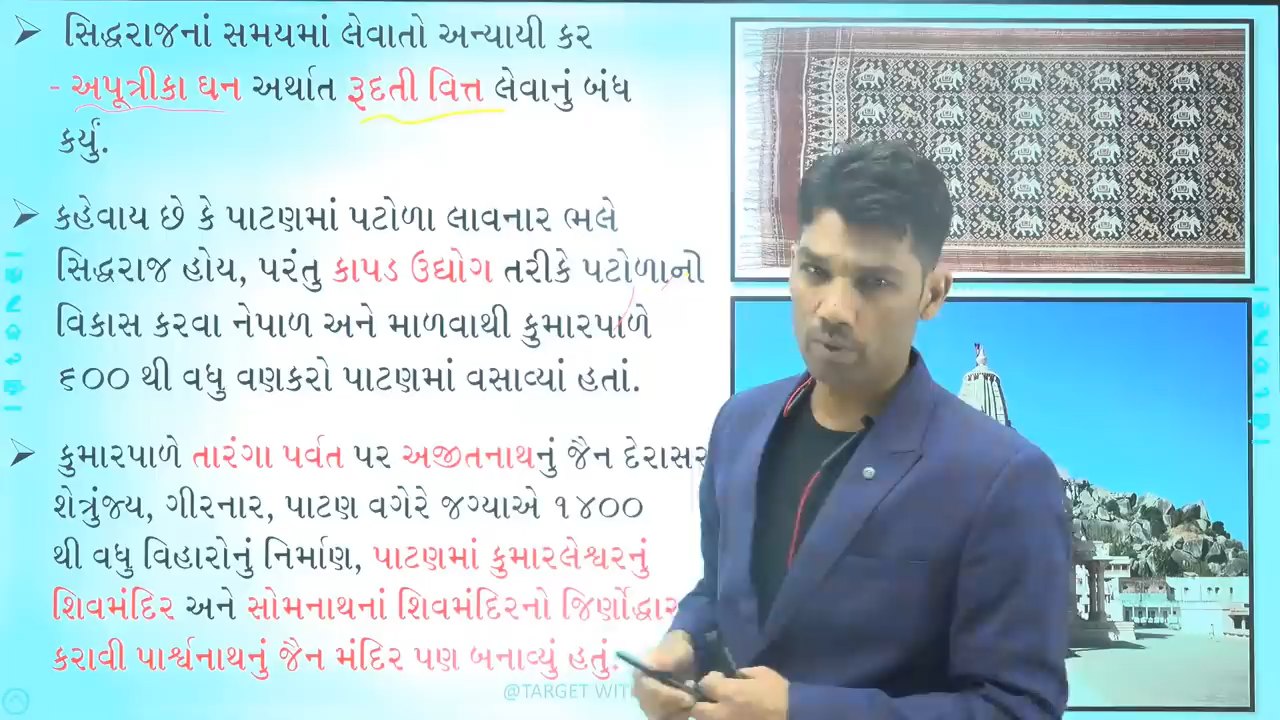 સિદ્ધરાજનાં સમયમાં લેવાતો અન્યાયી કર
- અપૂત્રીકા ઘન અર્થાત રૂદતી વિત્ત લેવાનું બંધ
કર્યું.
કહેવાય છે કે પાટણમાં પટોળા લાવનાર ભલે
સિદ્ધરાજ હોય, પરંતુ કાપડ ઉદ્યોગ તરીકે પટોળાનો
વિકાસ કરવા નેપાળ અને માળવાથી કુમારપાળે
૬૦૦ થી વધુ વણકરો પાટણમાં વસાવ્યાં હતાં.
કુમારપાળે તારંગા પર્વત પર અજીતનાથનું જૈન દેરાસર
શેત્રુંજ્ય, ગીરનાર, પાટણ વગેરે જગ્યાએ ૧૪૦૦
થી વધુ વિહારોનું નિર્માણ, પાટણમાં કુમારલેશ્વરનું
શિવમંદિર અને સોમનાથનાં શિવમંદિરનો જિર્ણોદ્ધાર
કરાવી પાર્શ્વનાથનું જૈન મંદિર પણ બનાવ્યું હતું.
@TARGET WIT